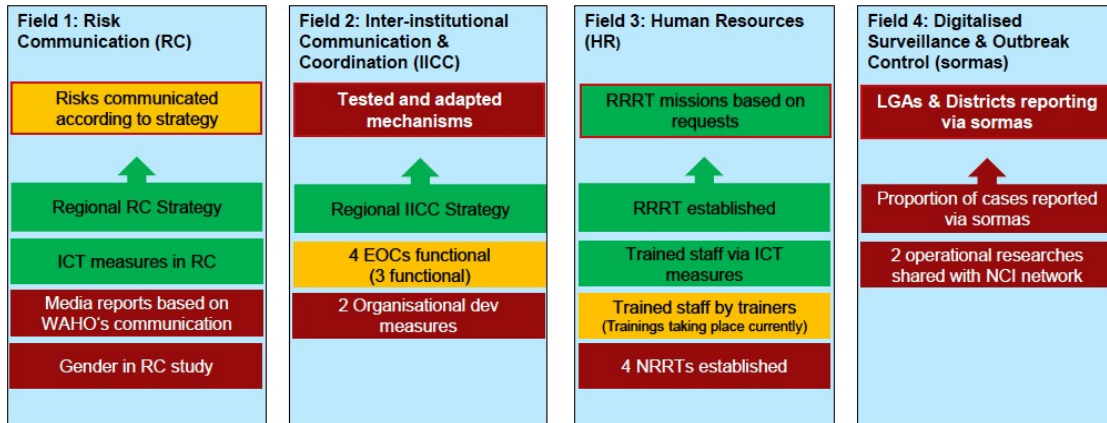 Field 1: Risk
Communication (RC)
Risks communicated
according to strategy
Regional RC Strategy
ICT measures in RC
Media reports based on
WAHO‘s communication
Gender in RC study
Field 2: Inter-institutional
Communication &
Coordination (IICC)
Tested and adapted
mechanisms
Regional IICC Strategy
4 EOCs functional
(3 functional)
2 Organisational dev
measures
Field 3: Human Resources
(HR)
RRRT missions based on
requests
RRRT established
Trained staff via ICT
measures
Trained staff by trainers
(Trainings taking place currently)
4 NRRTs established
Field 4: Digitalised
Surveillance & Outbreak
Control (sormas)
LGAs & Districts reporting
via sormas
Proportion of cases reported
via sormas
2 operational researches
shared with NCI network